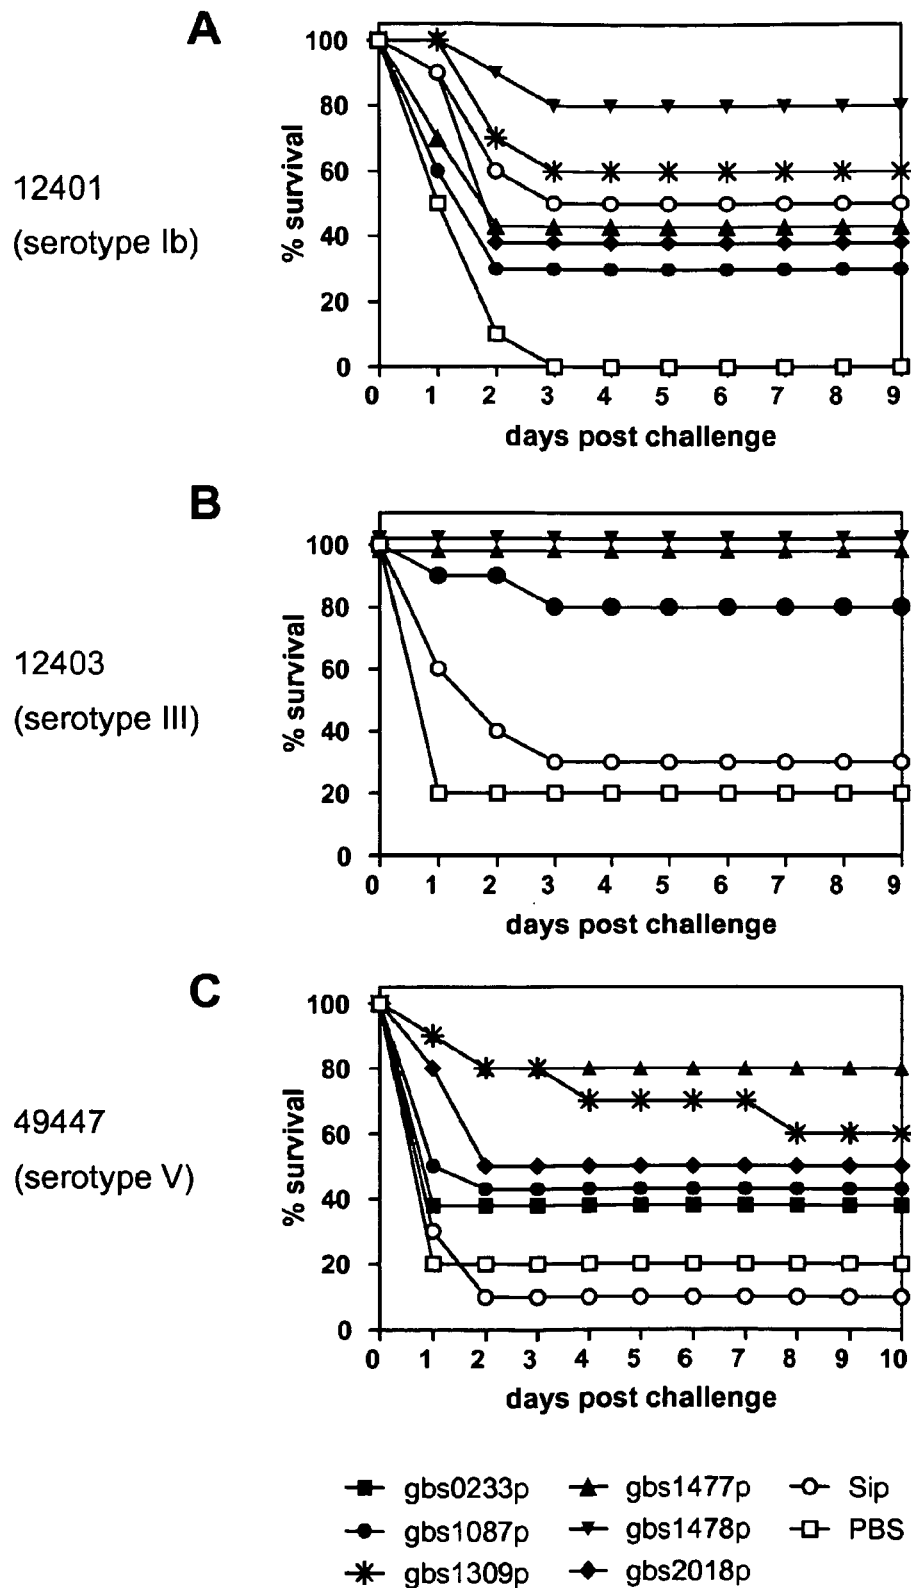 A
12401
(serotype Ib)
% survival
100
80
60
40
20
0
0 1 2 3 4 5 6 7 8 9
days post challenge
B
12403
(serotype III)
% survival
100
80
60
40
20
0
0 1 2 3 4 5 6 7 8 9
days post challenge
C
49447
(serotype V)
% survival
100
80
60
40
20
0
0 1 2 3 4 5 6 7 8 9 10
days post challenge
gbs0233p gbs1477p Sip
gbs1087p gbs1478p PBS
gbs1309p gbs2018p